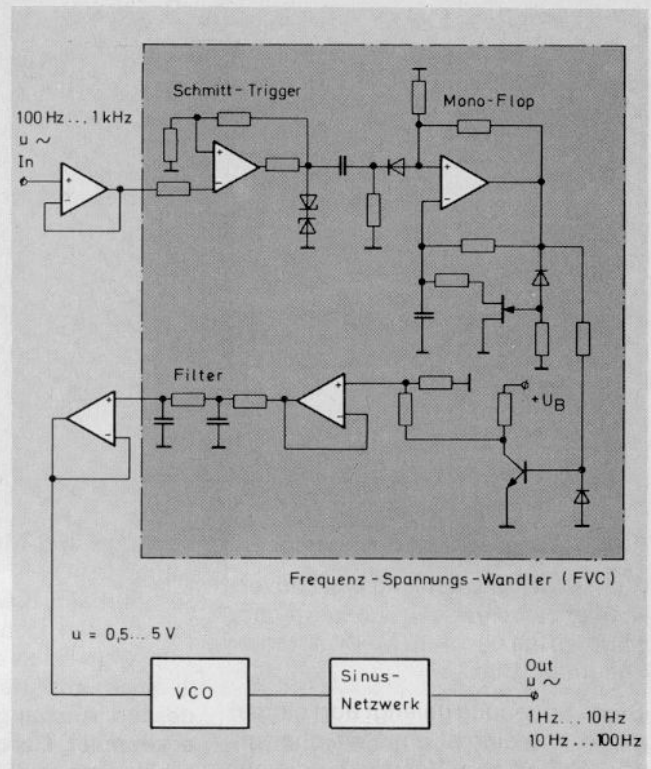 Schmitt-Trigger
Mono-Flop
100 Hz ... 1 kHz
u ~
In
+
-
+
-
+
-
Filter
+
-
+
-
+U_B
Frequenz-Spannungs-Wandler (FVC)
u = 0,5 ... 5 V
VCO
Sinus-
Netzwerk
Out
u ~
1 Hz ... 10 Hz
10 Hz ... 100 Hz